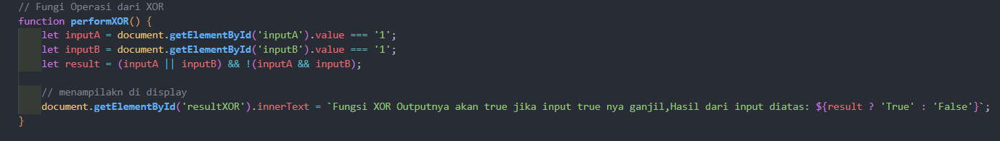 // Fungi Operasi dari XOR
function performXOR() {
    let inputA = document.getElementById('inputA').value === '1';
    let inputB = document.getElementById('inputB').value === '1';
    let result = (inputA || inputB) && !(inputA && inputB);

    // menampilakn di display
    document.getElementById('resultXOR').innerText = `Fungsi XOR Outputnya akan true jika input true nya ganjil,Hasil dari input diatas: ${result ? 'True' : 'False'}`;
}